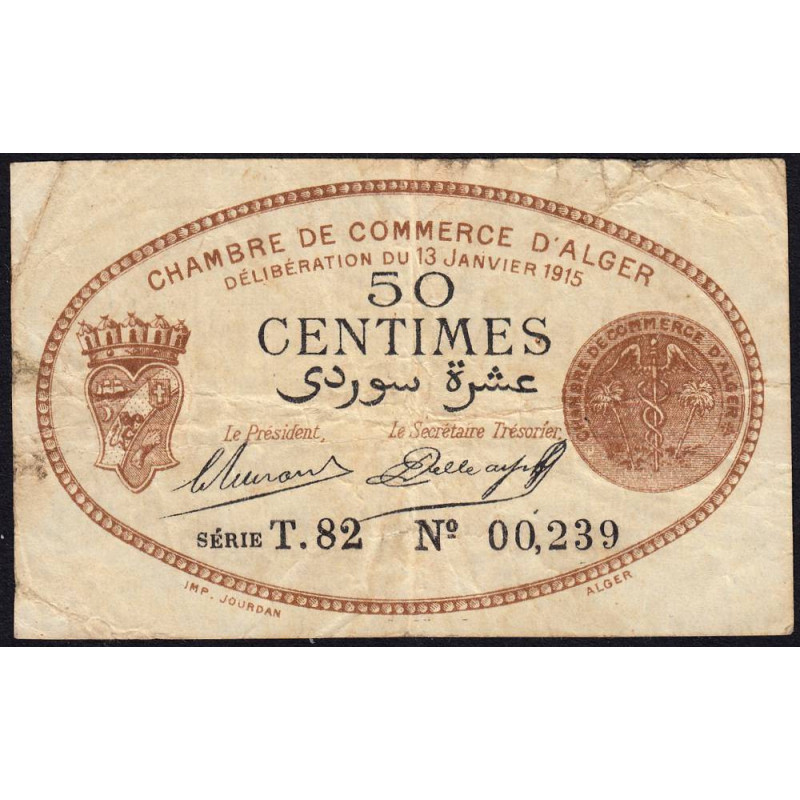 CHAMBRE DE COMMERCE D'ALGER
DÉLIBÉRATION DU 13 JANVIER 1915
50
CENTIMES
عشرة سوردى
CHAMBRE DE COMMERCE D'ALGER
Le Président, Le Secrétaire Trésorier,
SÉRIE T.82 Nº 00,239
IMP. JOURDAN ALGER